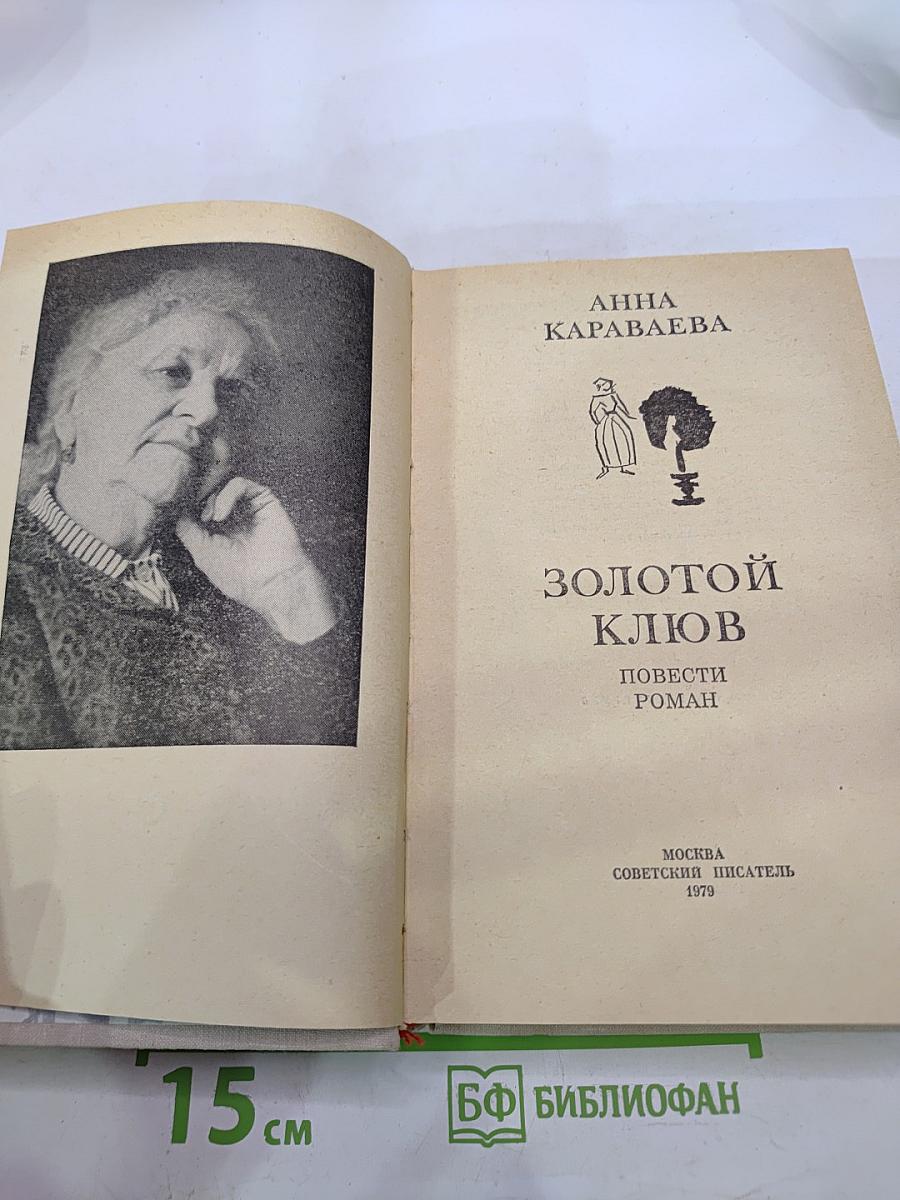 АННА
КАРАВАЕВА
ЗОЛОТОЙ
КЛЮВ
ПОВЕСТИ
РОМАН
МОСКВА
СОВЕТСКИЙ ПИСАТЕЛЬ
1979
15 см
БФ БИБЛИОФАН